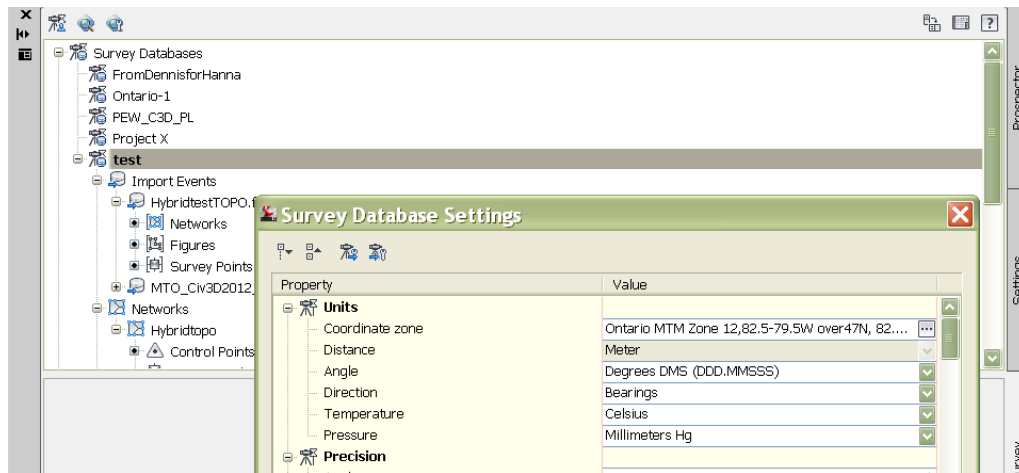 Survey Databases
FromDennisforHanna
Ontario-1
PEW_C3D_PL
Project X
test
Import Events
HybridtestTOPO.f
Networks
Figures
Survey Points
MTO_Civ3D2012_
Networks
Hybridtopo
Control Points
Survey Database Settings
Property Value
Units
Coordinate zone Ontario MTM Zone 12,82.5-79.5W over47N, 82.... ...
Distance Meter
Angle Degrees DMS (DDD.MMSSS)
Direction Bearings
Temperature Celsius
Pressure Millimeters Hg
Precision
Prospector
Settings
Survey